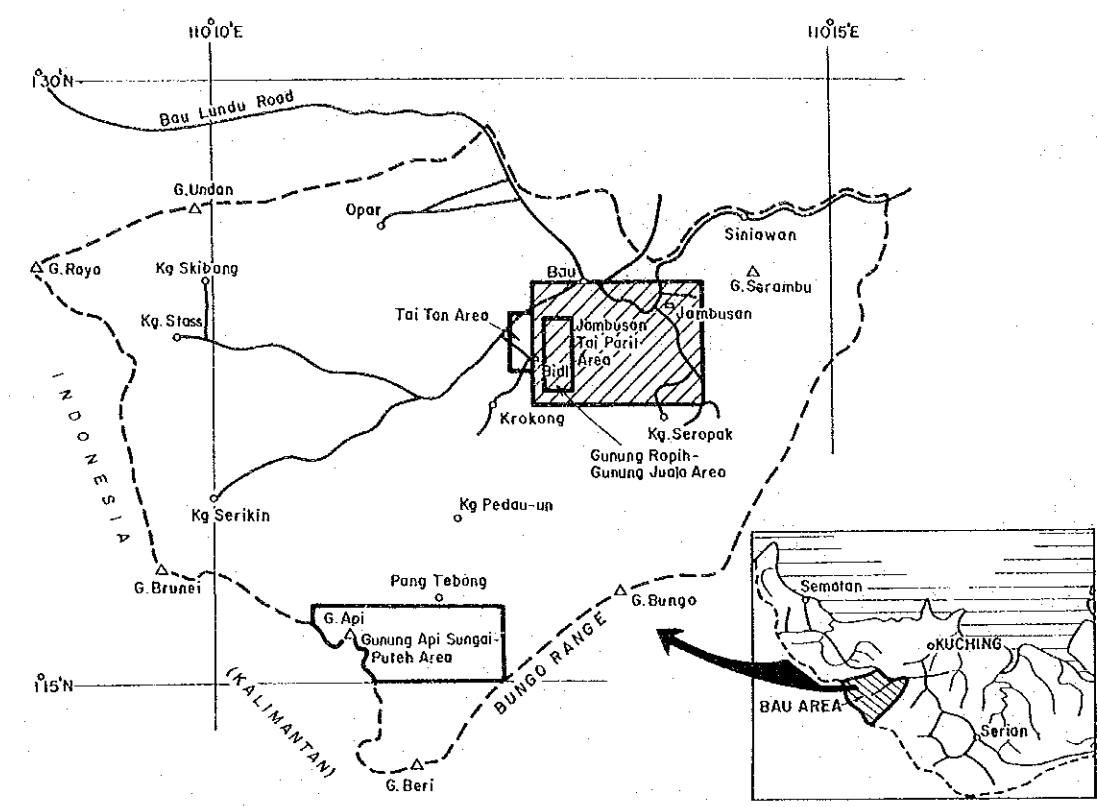 110°10'E
110°15'E
1°30'N
Bau Lundu Road
G.Undan
Opar
Siniawan
G.Raya
Kg Skibang
Bau
G.Serambu
Tai Ton Area
Jambusan
Kg.Stass
Jambusan
Tai Parit
Area
Bidi
INDONESIA
Krokong
Kg.Seropak
Gunung Ropih-
Gunung Juala Area
Kg Serikin
Kg Pedau-un
G.Brunei
Pang Tebang
G.Bungo
G.Api
Gunung Api Sungai-
Puteh Area
BUNGO RANGE
1°15'N
(KALIMANTAN)
G.Beri
Sematan
KUCHING
BAU AREA
Serian